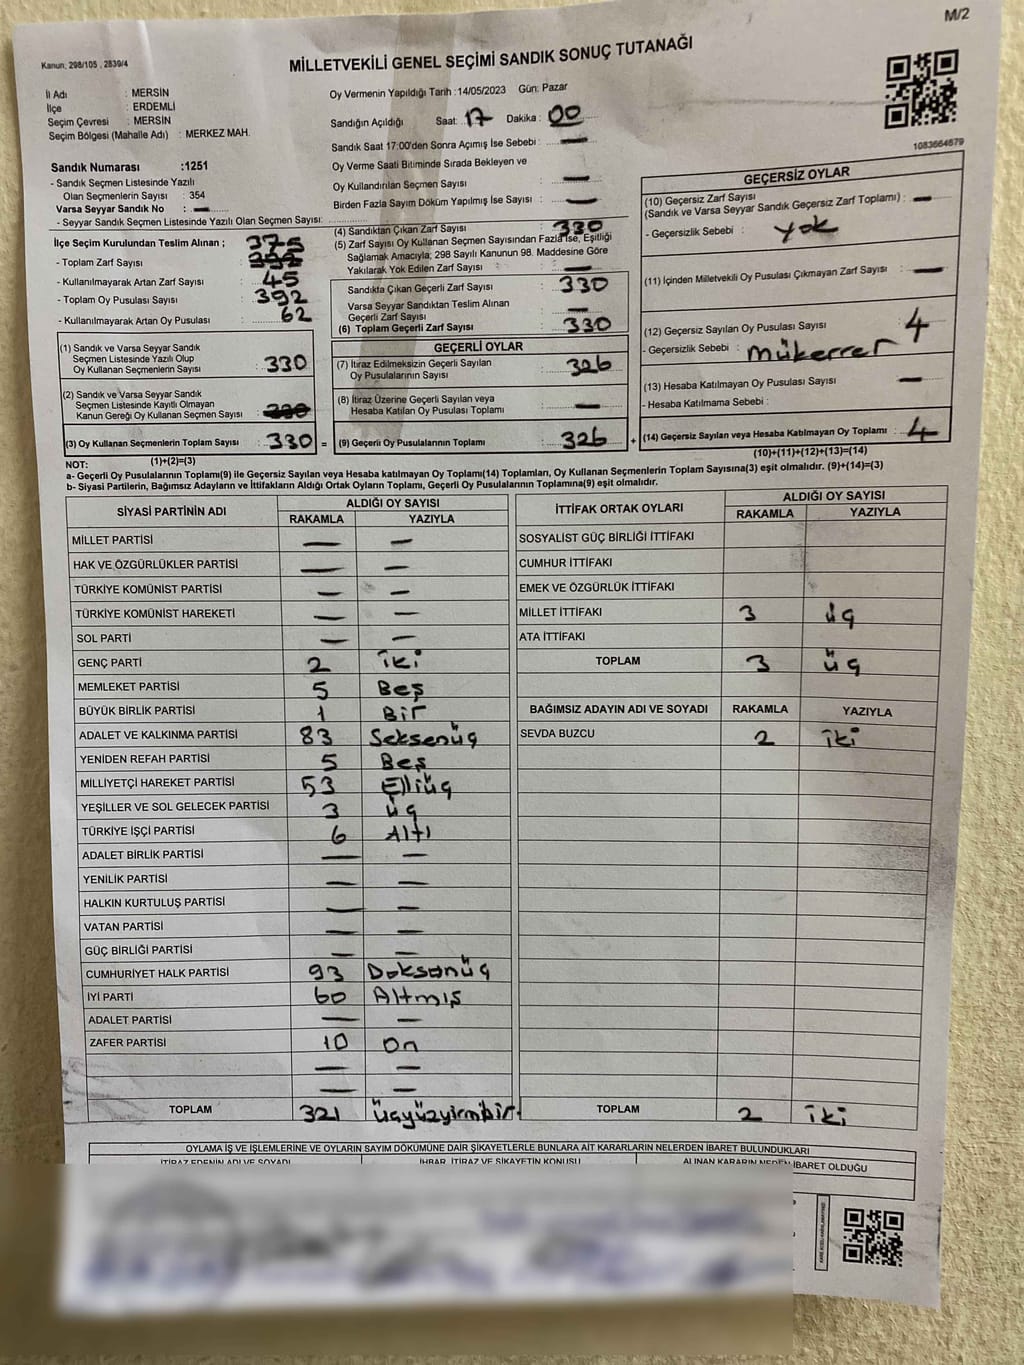 M/2
Kanun, 298/105 , 2839/4
MİLLETVEKİLİ GENEL SEÇİMİ SANDIK SONUÇ TUTANAĞI
İl Adı : MERSİN
İlçe : ERDEMLİ
Seçim Çevresi : MERSİN
Seçim Bölgesi (Mahalle Adı) : MERKEZ MAH.
Sandık Numarası :1251
- Sandık Seçmen Listesinde Yazılı
Olan Seçmenlerin Sayısı : 354
Varsa Seyyar Sandık No : —
- Seyyar Sandık Seçmen Listesinde Yazılı Olan Seçmen Sayısı:
Oy Vermenin Yapıldığı Tarih :14/05/2023 Gün: Pazar
Sandığın Açıldığı Saat: 17 Dakika : 00
Sandık Saat 17:00'den Sonra Açımış İse Sebebi : —
Oy Verme Saati Bitiminde Sırada Bekleyen ve
Oy Kullandırılan Seçmen Sayısı : —
Birden Fazla Sayım Döküm Yapılmış İse Sayısı : —
1083664679
İlçe Seçim Kurulundan Teslim Alınan ; 375
- Toplam Zarf Sayısı :
- Kullanılmayarak Artan Zarf Sayısı : 45
- Toplam Oy Pusulası Sayısı : 392
- Kullanılmayarak Artan Oy Pusulası : 62
(4) Sandıktan Çıkan Zarf Sayısı : 330
(5) Zarf Sayısı Oy Kullanan Seçmen Sayısından Fazla İse, Eşitliği
Sağlamak Amacıyla; 298 Sayılı Kanunun 98. Maddesine Göre
Yakılarak Yok Edilen Zarf Sayısı : —
Sandıkta Çıkan Geçerli Zarf Sayısı : 330
Varsa Seyyar Sandıktan Teslim Alınan
Geçerli Zarf Sayısı : —
(6) Toplam Geçerli Zarf Sayısı : 330
GEÇERSİZ OYLAR
(10) Geçersiz Zarf Sayısı
(Sandık ve Varsa Seyyar Sandık Geçersiz Zarf Toplamı) : —
- Geçersizlik Sebebi : yok
(11) İçinden Milletvekili Oy Pusulası Çıkmayan Zarf Sayısı : —
(12) Geçersiz Sayılan Oy Pusulası Sayısı : 4
- Geçersizlik Sebebi : mükerrer
(13) Hesaba Katılmayan Oy Pusulası Sayısı : —
- Hesaba Katılmama Sebebi :
(14) Geçersiz Sayılan veya Hesaba Katılmayan Oy Toplamı : 4
(10)+(11)+(12)+(13)=(14)
(1) Sandık ve Varsa Seyyar Sandık
Seçmen Listesinde Yazılı Olup
Oy Kullanan Seçmenlerin Sayısı : 330
(2) Sandık ve Varsa Seyyar Sandık
Seçmen Listesinde Kayıtlı Olmayan
Kanun Gereği Oy Kullanan Seçmen Sayısı :
(3) Oy Kullanan Seçmenlerin Toplam Sayısı : 330 =
(1)+(2)=(3)
GEÇERLİ OYLAR
(7) İtiraz Edilmeksizin Geçerli Sayılan
Oy Pusulalarının Sayısı : 326
(8) İtiraz Üzerine Geçerli Sayılan veya
Hesaba Katılan Oy Pusulası Toplamı : —
(9) Geçerli Oy Pusulalarının Toplamı : 326 +
NOT:
a- Geçerli Oy Pusulalarının Toplamı(9) ile Geçersiz Sayılan veya Hesaba katılmayan Oy Toplamı(14) Toplamları, Oy Kullanan Seçmenlerin Toplam Sayısına(3) eşit olmalıdır. (9)+(14)=(3)
b- Siyasi Partilerin, Bağımsız Adayların ve İttifakların Aldığı Ortak Oyların Toplamı, Geçerli Oy Pusulalarının Toplamına(9) eşit olmalıdır.
SİYASİ PARTİNİN ADI ALDIĞI OY SAYISI
RAKAMLA YAZIYLA
MİLLET PARTİSİ — —
HAK VE ÖZGÜRLÜKLER PARTİSİ — —
TÜRKİYE KOMÜNİST PARTİSİ — —
TÜRKİYE KOMÜNİST HAREKETİ — —
SOL PARTİ — —
GENÇ PARTİ 2 iki
MEMLEKET PARTİSİ 5 Beş
BÜYÜK BİRLİK PARTİSİ 1 Bir
ADALET VE KALKINMA PARTİSİ 83 Seksenüç
YENİDEN REFAH PARTİSİ 5 Beş
MİLLİYETÇİ HAREKET PARTİSİ 53 Elliüç
YEŞİLLER VE SOL GELECEK PARTİSİ 3 üç
TÜRKİYE İŞÇİ PARTİSİ 6 Altı
ADALET BİRLİK PARTİSİ — —
YENİLİK PARTİSİ — —
HALKIN KURTULUŞ PARTİSİ — —
VATAN PARTİSİ — —
GÜÇ BİRLİĞİ PARTİSİ — —
CUMHURİYET HALK PARTİSİ 93 Doksanüç
İYİ PARTİ 60 Altmış
ADALET PARTİSİ — —
ZAFER PARTİSİ 10 On
— —
— —
TOPLAM 321 Üçyüzyirmibir
İTTİFAK ORTAK OYLARI ALDIĞI OY SAYISI
RAKAMLA YAZIYLA
SOSYALİST GÜÇ BİRLİĞİ İTTİFAKI
CUMHUR İTTİFAKI
EMEK VE ÖZGÜRLÜK İTTİFAKI
MİLLET İTTİFAKI 3 üç
ATA İTTİFAKI
TOPLAM 3 üç
BAĞIMSIZ ADAYIN ADI VE SOYADI RAKAMLA YAZIYLA
SEVDA BUZCU 2 iki
TOPLAM 2 iki
OYLAMA İŞ VE İŞLEMLERİNE VE OYLARIN SAYIM DÖKÜMÜNE DAİR ŞİKAYETLERLE BUNLARA AİT KARARLARIN NELERDEN İBARET BULUNDUKLARI
İTİRAZ EDENİN ADI VE SOYADI İHBAR, İTİRAZ VE ŞİKAYETİN KONUSU ALINAN KARARIN NEDEN İBARET OLDUĞU